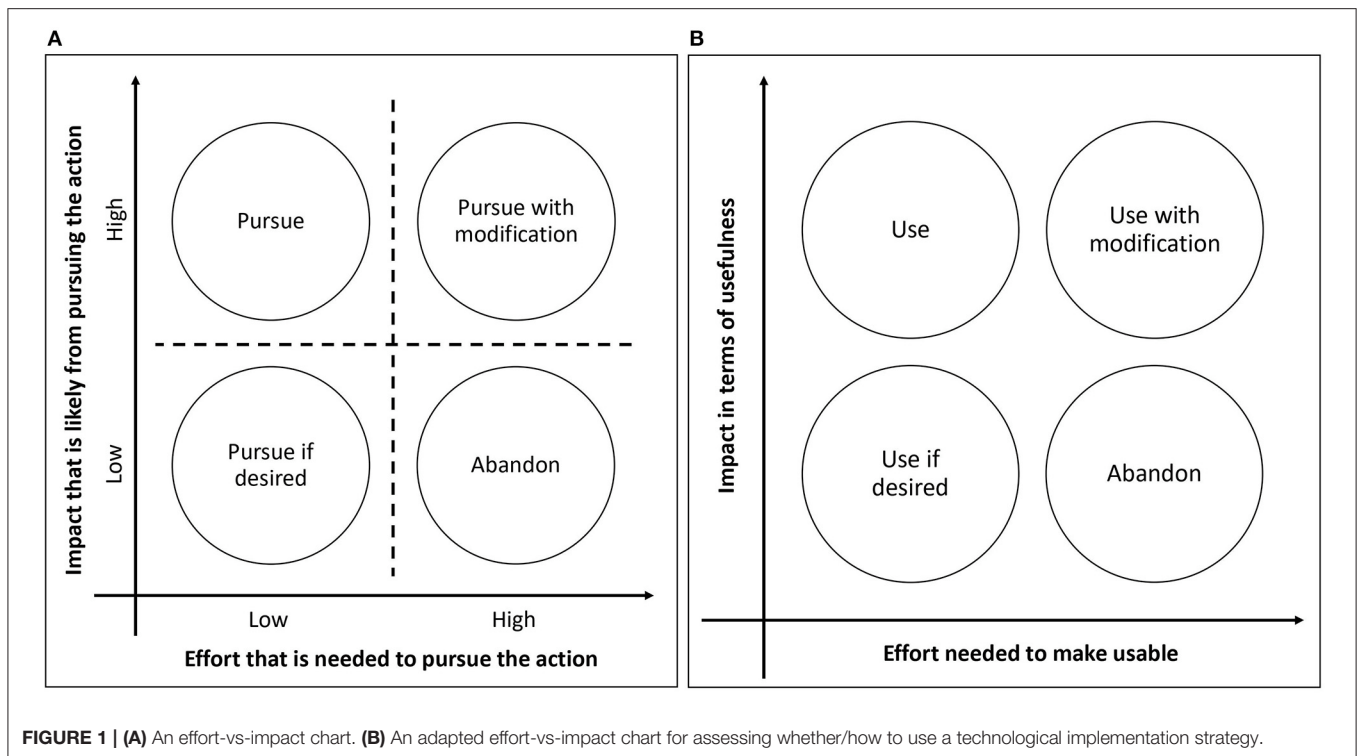 A
Impact that is likely from pursuing the action
High
Low
Pursue
Pursue with
modification
Pursue if
desired
Abandon
Low
High
Effort that is needed to pursue the action
B
Impact in terms of usefulness
Use
Use with
modification
Use if
desired
Abandon
Effort needed to make usable
FIGURE 1 | (A) An effort-vs-impact chart. (B) An adapted effort-vs-impact chart for assessing whether/how to use a technological implementation strategy.